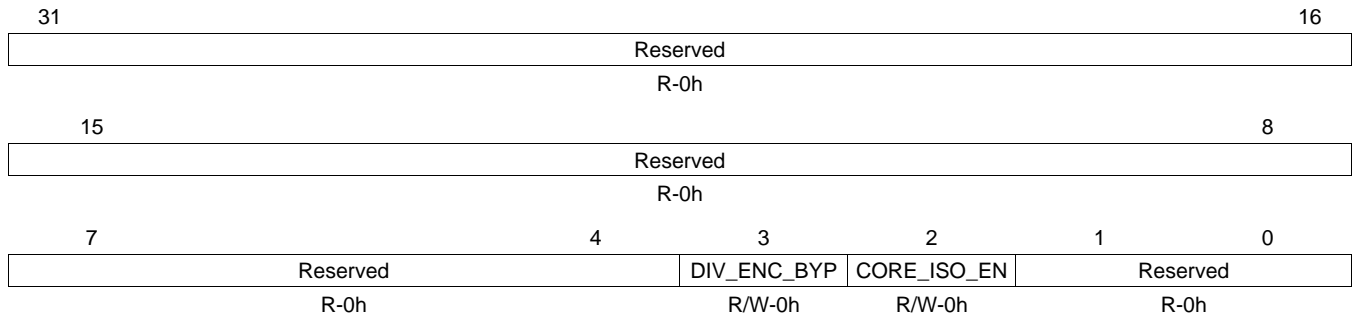 31 16
Reserved
R-0h
15 8
Reserved
R-0h
7 4 3 2 1 0
Reserved DIV_ENC_BYP CORE_ISO_EN Reserved
R-0h R/W-0h R/W-0h R-0h